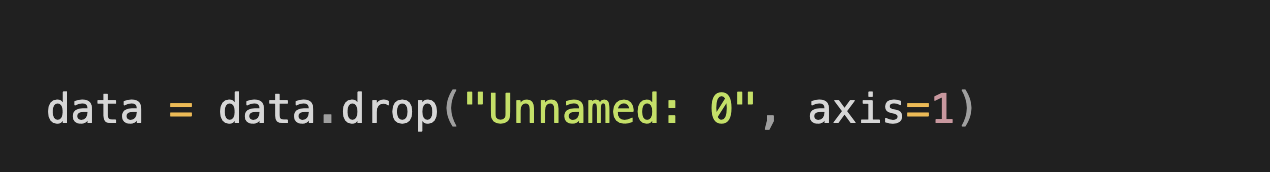 data = data.drop("Unnamed: 0", axis=1)